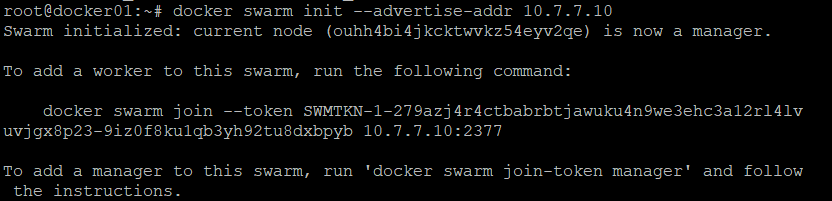 root@docker01:~# docker swarm init --advertise-addr 10.7.7.10
Swarm initialized: current node (ouhh4bi4jkcktwvkz54eyv2qe) is now a manager.
To add a worker to this swarm, run the following command:
docker swarm join --token SWMTKN-1-279azj4r4ctbabrbtjawuku4n9we3ehc3a12rl4lv
uvjgx8p23-9iz0f8ku1qb3yh92tu8dxbpyb 10.7.7.10:2377
To add a manager to this swarm, run 'docker swarm join-token manager' and follow
the instructions.